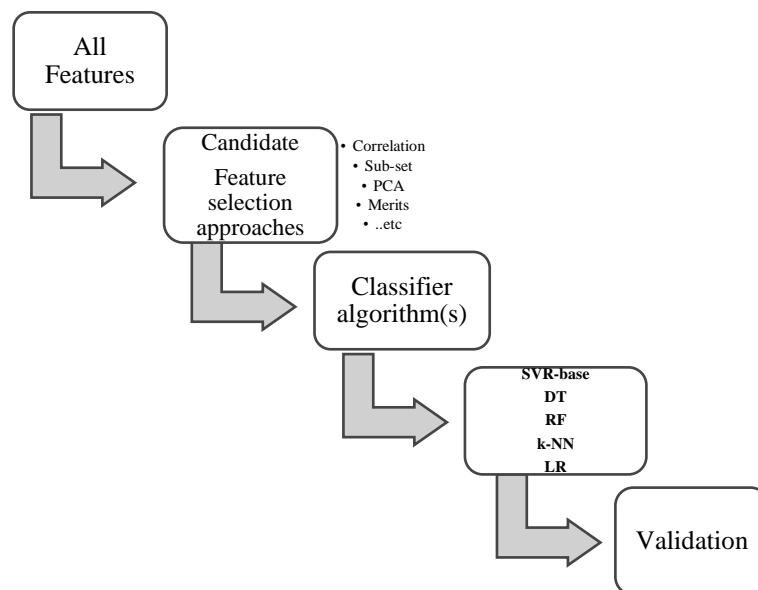 All
Features
Candidate
Feature
selection
approaches
• Correlation
• Sub-set
• PCA
• Merits
• ..etc
Classifier
algorithm(s)
SVR-base
DT
RF
k-NN
LR
Validation